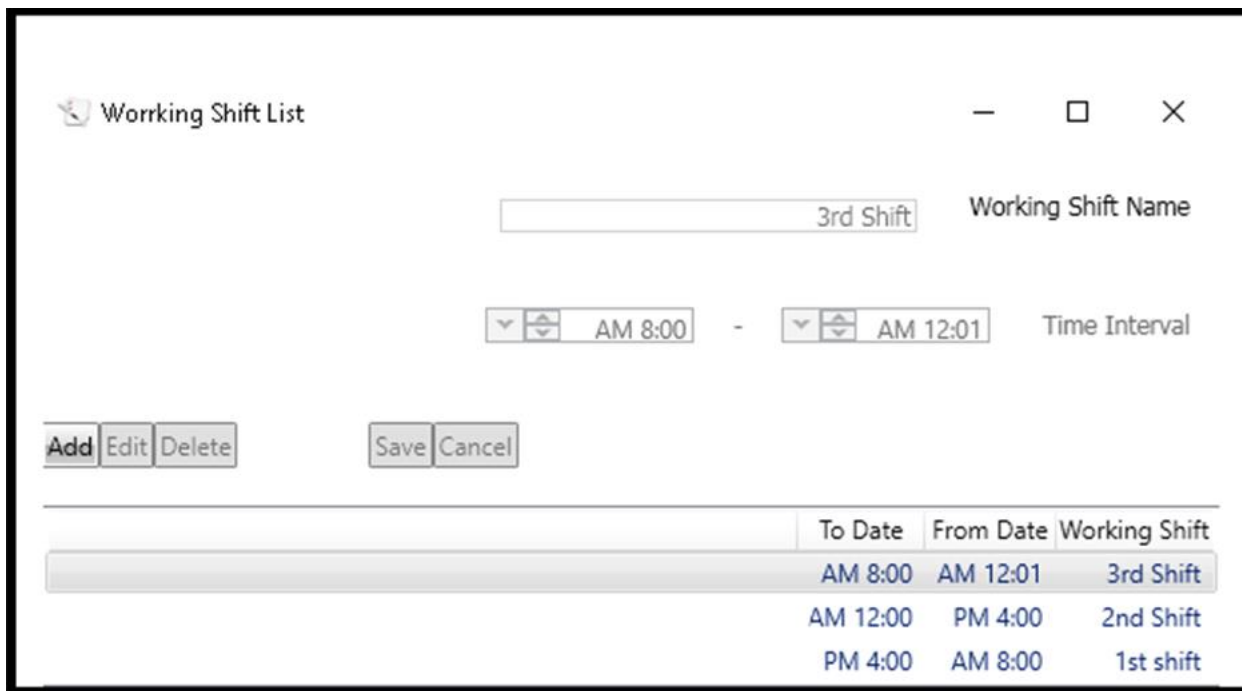 Worrking Shift List
3rd Shift Working Shift Name
AM 8:00 - AM 12:01 Time Interval
Add Edit Delete Save Cancel
To Date From Date Working Shift
AM 8:00 AM 12:01 3rd Shift
AM 12:00 PM 4:00 2nd Shift
PM 4:00 AM 8:00 1st shift